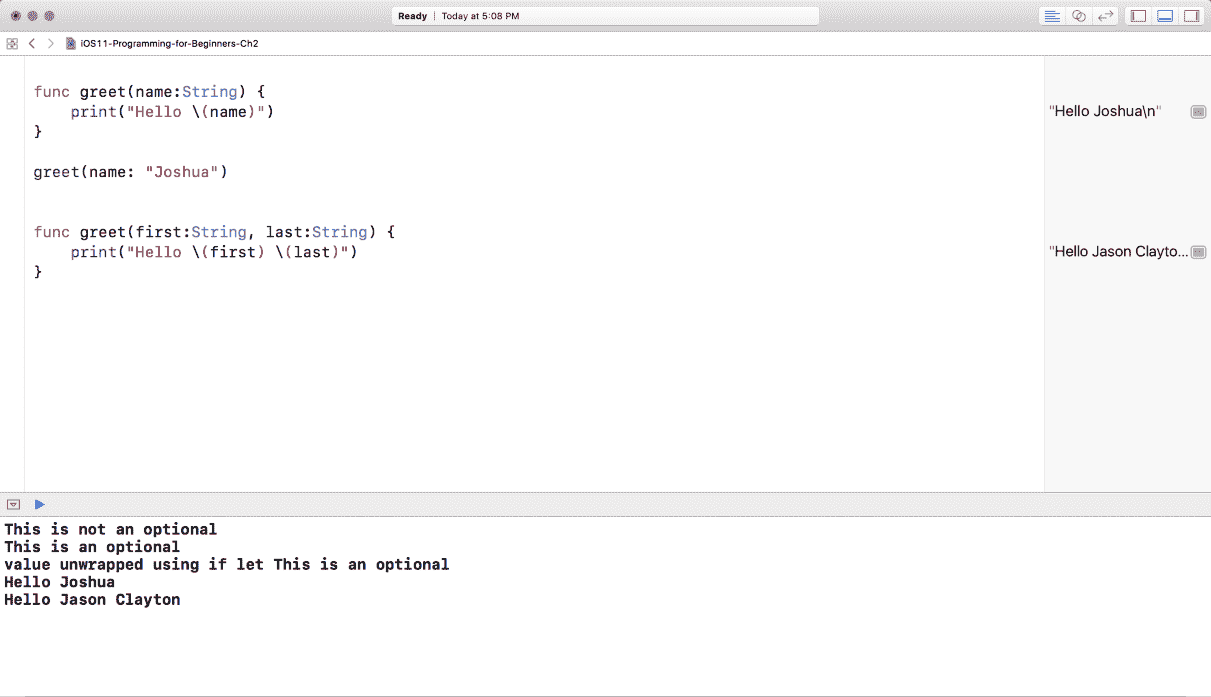 Ready | Today at 5:08 PM
iOS11-Programming-for-Beginners-Ch2
func greet(name:String) {
print("Hello \(name)")
"Hello Joshua\n"
}
greet(name: "Joshua")
func greet(first:String, last:String) {
print("Hello \(first) \(last)")
"Hello Jason Clayto...
}
This is not an optional
This is an optional
value unwrapped using if let This is an optional
Hello Joshua
Hello Jason Clayton